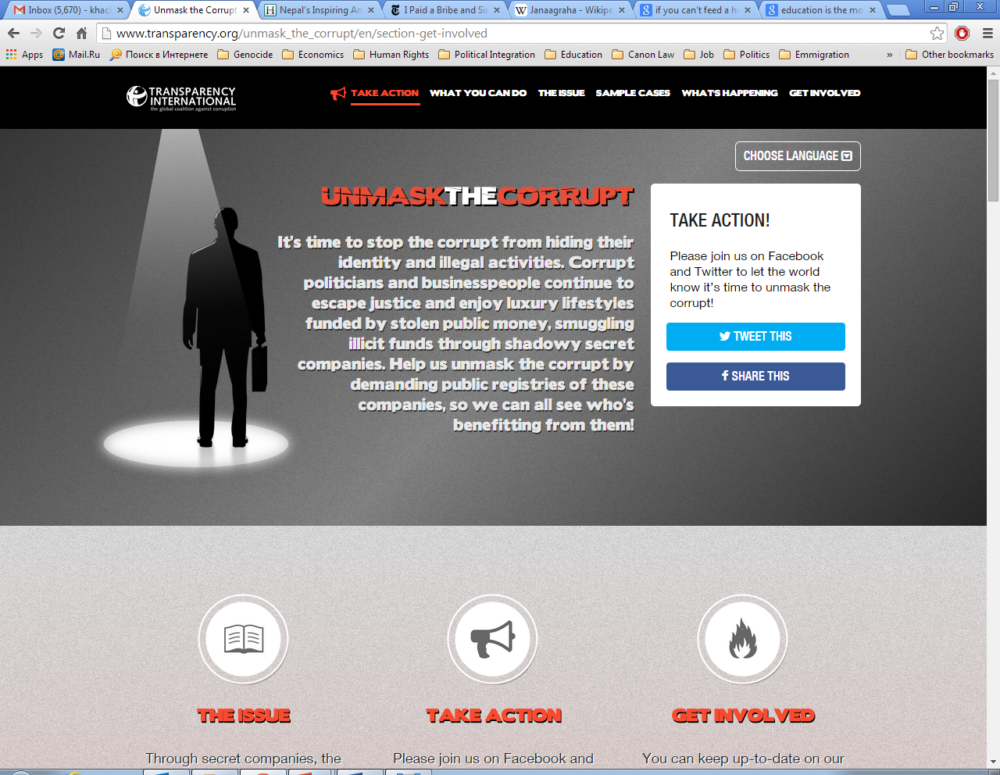 Inbox (5,670) - khac
Unmask the Corrupt
Nepal's Inspiring An
I Paid a Bribe and Si
Janaagraha - Wikipe
if you can't feed a h
education is the mo
www.transparency.org/unmask_the_corrupt/en/section-get-involved
Apps
Mail.Ru
Поиск в Интернете
Genocide
Economics
Human Rights
Political Integration
Education
Canon Law
Job
Politics
Emmigration
»
Other bookmarks
TRANSPARENCY
INTERNATIONAL
the global coalition against corruption
TAKE ACTION
WHAT YOU CAN DO
THE ISSUE
SAMPLE CASES
WHAT'S HAPPENING
GET INVOLVED
CHOOSE LANGUAGE
UNMASKTHECORRUPT
It's time to stop the corrupt from hiding their
identity and illegal activities. Corrupt
politicians and businesspeople continue to
escape justice and enjoy luxury lifestyles
funded by stolen public money, smuggling
illicit funds through shadowy secret
companies. Help us unmask the corrupt by
demanding public registries of these
companies, so we can all see who's
benefitting from them!
TAKE ACTION!
Please join us on Facebook
and Twitter to let the world
know it's time to unmask the
corrupt!
TWEET THIS
SHARE THIS
THE ISSUE
Through secret companies, the
TAKE ACTION
Please join us on Facebook and
GET INVOLVED
You can keep up-to-date on our